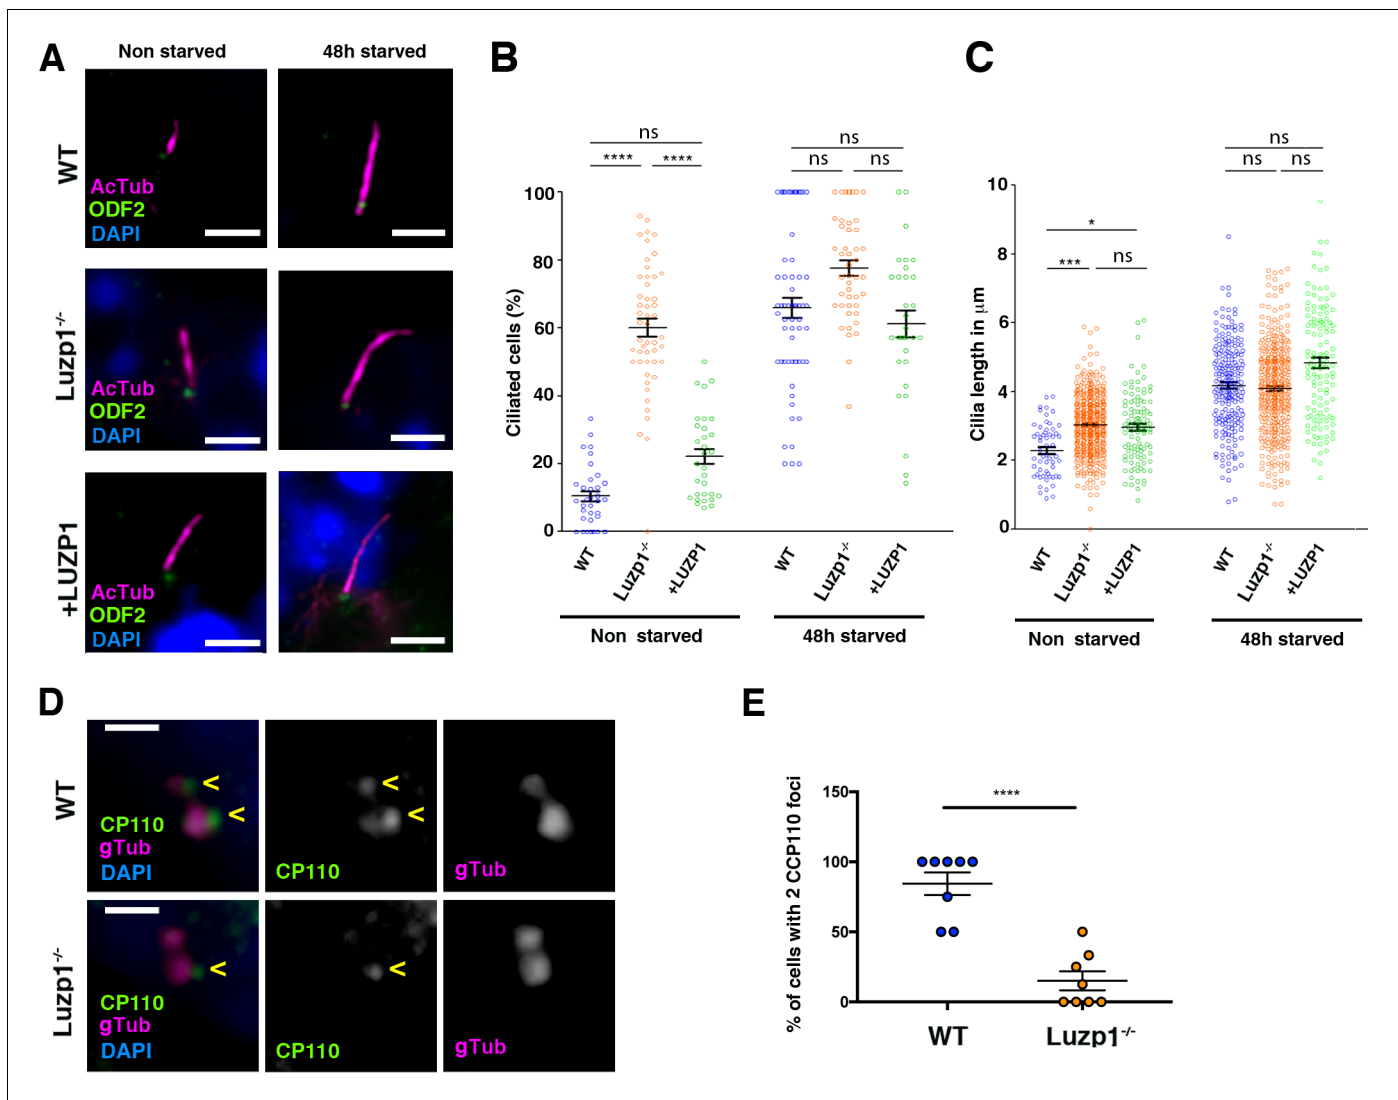 A
Non starved
48h starved
WT
AcTub
ODF2
DAPI
Luzp1-/-
AcTub
ODF2
DAPI
+LUZP1
AcTub
ODF2
DAPI
B
ns
**** ****
ns
ns ns
Ciliated cells (%)
100
80
60
40
20
0
WT
Luzp1-/-
+LUZP1
WT
Luzp1-/-
+LUZP1
Non starved
48h starved
C
*
*** ns
ns
ns ns
Cilia length in µm
10
8
6
4
2
0
WT
Luzp1-/-
+LUZP1
WT
Luzp1-/-
+LUZP1
Non starved
48h starved
D
WT
CP110
gTub
DAPI
CP110
gTub
Luzp1-/-
CP110
gTub
DAPI
CP110
gTub
E
****
% of cells with 2 CCP110 foci
150
100
50
0
WT
Luzp1-/-